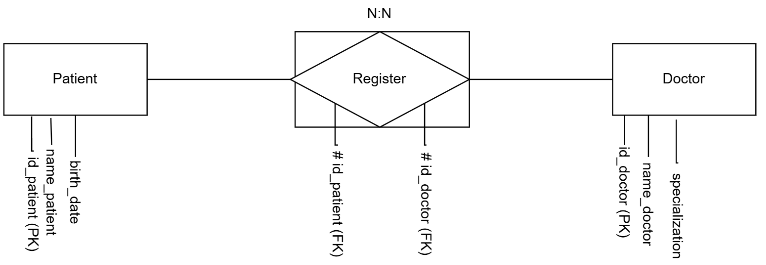 N:N
Patient
Register
Doctor
id_patient (PK)
name_patient
birth_date
# id_patient (FK)
# id_doctor (FK)
id_doctor (PK)
name_doctor
specialization